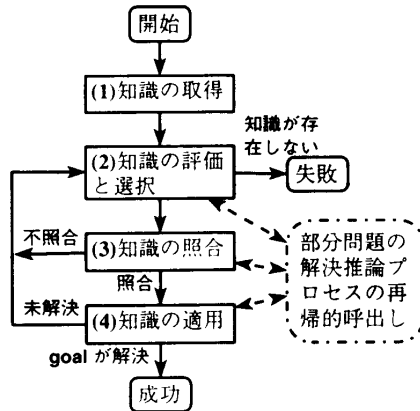 開始
(1)知識の取得
(2)知識の評価
と選択
知識が存
在しない
失敗
不照合
(3)知識の照合
照合
未解決
(4)知識の適用
goal が解決
成功
部分問題の
解決推論プ
ロセスの再
帰的呼出し